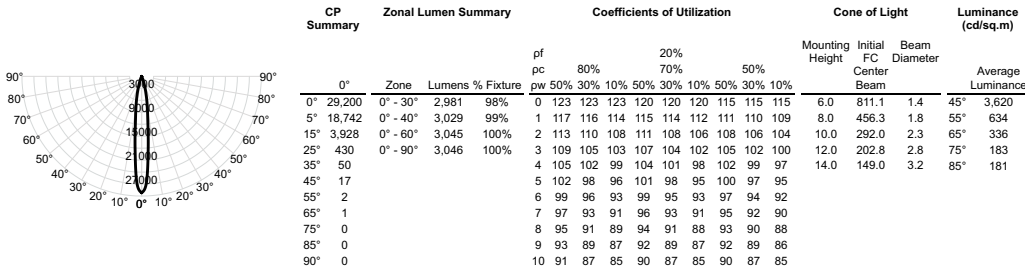 CP Summary Zonal Lumen Summary Coefficients of Utilization Cone of Light Luminance (cd/sq.m)
90° 80° 70° 60° 50° 40° 30° 20° 10° 0° 10° 20° 30° 40° 50° 60° 70° 80° 90°
3000
9000
15000
21000
27000
0°
0° 29,200
5° 18,742
15° 3,928
25° 430
35° 50
45° 17
55° 2
65° 1
75° 0
85° 0
90° 0
Zone Lumens % Fixture
0° - 30° 2,981 98%
0° - 40° 3,029 99%
0° - 60° 3,045 100%
0° - 90° 3,046 100%
ρf 20%
ρc 80% 70% 50%
ρw 50% 30% 10% 50% 30% 10% 50% 30% 10%
0 123 123 123 120 120 120 115 115 115
1 117 116 114 115 114 112 111 110 109
2 113 110 108 111 108 106 108 106 104
3 109 105 103 107 104 102 105 102 100
4 105 102 99 104 101 98 102 99 97
5 102 98 96 101 98 95 100 97 95
6 99 96 93 99 95 93 97 94 92
7 97 93 91 96 93 91 95 92 90
8 95 91 89 94 91 88 93 90 88
9 93 89 87 92 89 87 92 89 86
10 91 87 85 90 87 85 90 87 85
Mounting Height Initial FC Center Beam Beam Diameter
6.0 811.1 1.4
8.0 456.3 1.8
10.0 292.0 2.3
12.0 202.8 2.8
14.0 149.0 3.2
Average Luminance
45° 3,620
55° 634
65° 336
75° 183
85° 181